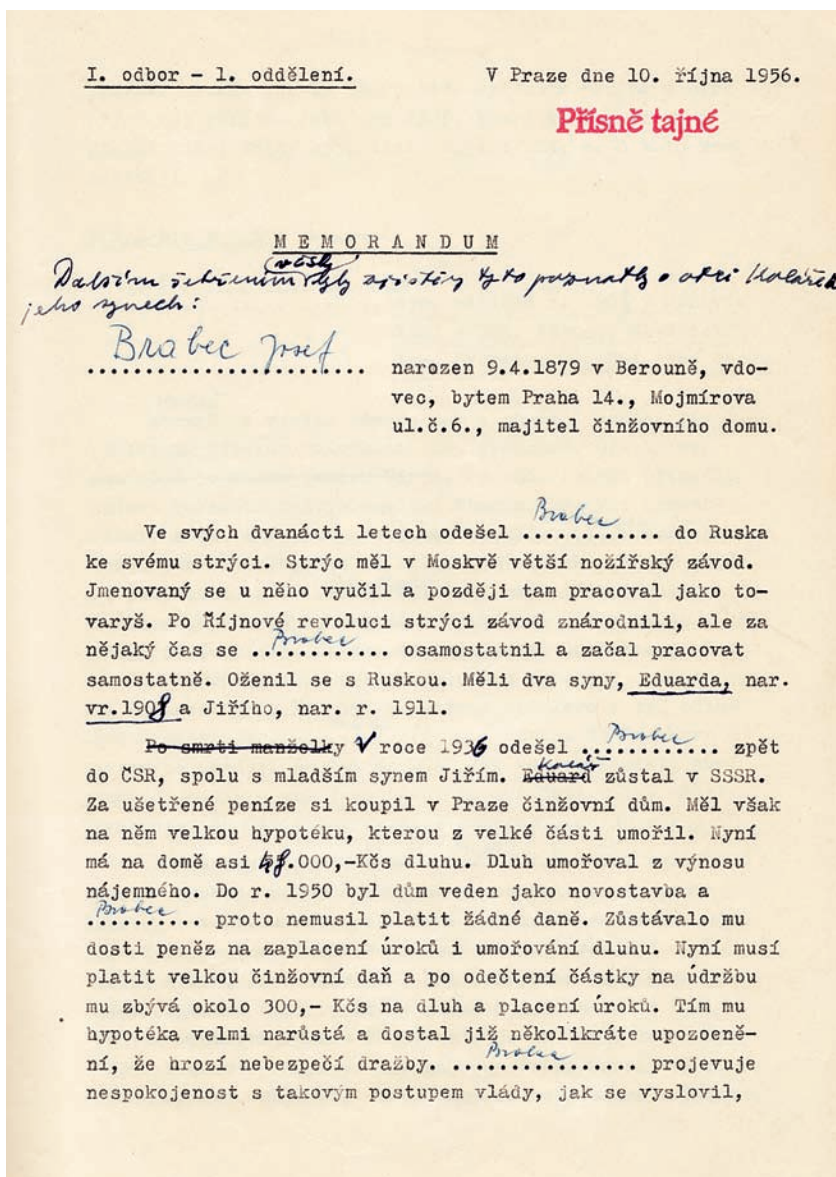 I. odbor - 1. oddělení. V Praze dne 10. října 1956.
Přísně tajné
MEMORANDUM
všky
Dalším šetřením byly zjištěny tyto poznatky o otci Koláře a
jeho synech:
Brabec Josef
........................ narozen 9.4.1879 v Berouně, vdo-
vec, bytem Praha 14., Mojmírova
ul.č.6., majitel činžovního domu.
Ve svých dvanácti letech odešel Brabec ............ do Ruska
ke svému strýci. Strýc měl v Moskvě větší nožířský závod.
Jmenovaný se u něho vyučil a později tam pracoval jako to-
varyš. Po Říjnové revoluci strýci závod znárodnili, ale za
nějaký čas se Brabec ............ osamostatnil a začal pracovat
samostatně. Oženil se s Ruskou. Měli dva syny, Eduarda, nar.
vr.1908 a Jiřího, nar. r. 1911.
Po smrti manželky V roce 1936 odešel Brabec ............ zpět
do ČSR, spolu s mladším synem Jiřím. Eduard Kolář zůstal v SSSR.
Za ušetřené peníze si koupil v Praze činžovní dům. Měl však
na něm velkou hypotéku, kterou z velké části umořil. Nyní
má na domě asi .000,-Kčs dluhu. Dluh umořoval z výnosu
nájemného. Do r. 1950 byl dům veden jako novostavba a
Brabec .......... proto nemusil platit žádné daně. Zůstávalo mu
dosti peněz na zaplacení úroků i umořování dluhu. Nyní musí
platit velkou činžovní daň a po odečtení částky na údržbu
mu zbývá okolo 300,- Kčs na dluh a placení úroků. Tím mu
hypotéka velmi narůstá a dostal již několikráte upozoeně-
ní, že hrozí nebezpečí dražby. Brabec ................ projevuje
nespokojenost s takovým postupem vlády, jak se vyslovil,